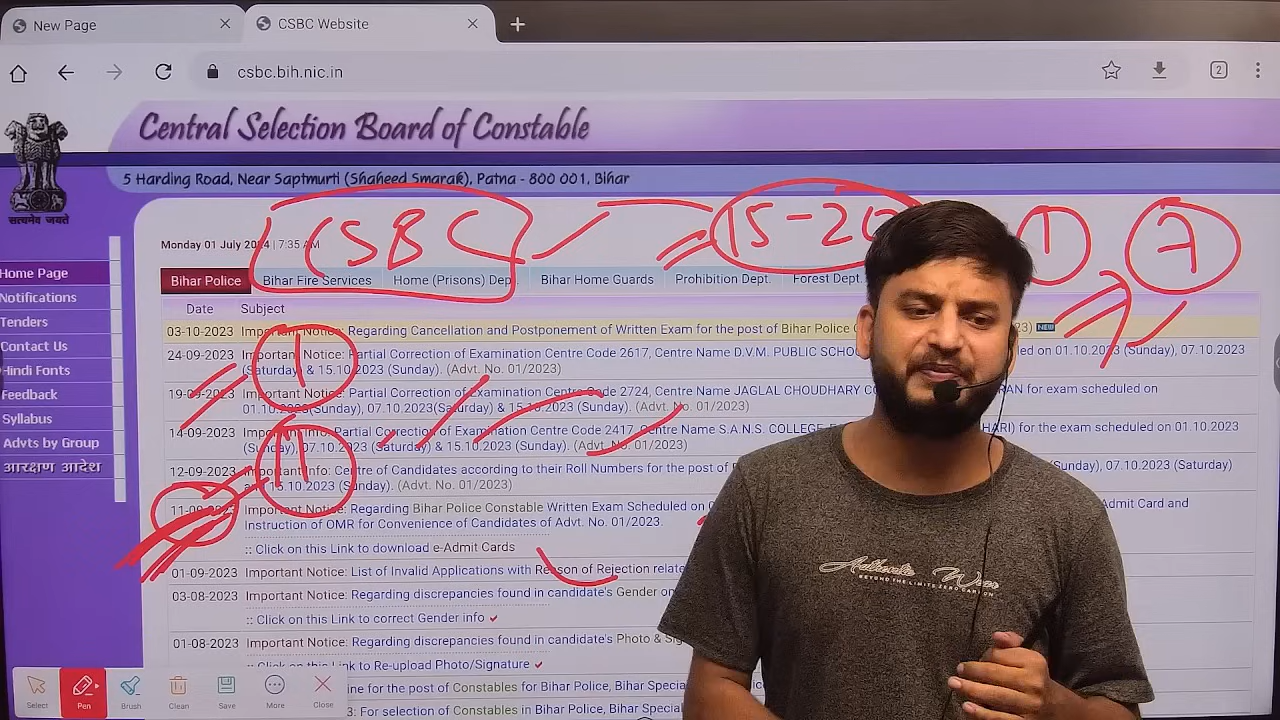 New Page
CSBC Website
csbc.bih.nic.in
2
Central Selection Board of Constable
5 Harding Road, Near Saptmurti (Shaheed Smarak), Patna - 800 001, Bihar
सत्यमेव जयते
CSBC
15-20
1
7
Monday 01 July | 7:35 AM
Home Page
Notifications
Tenders
Contact Us
Hindi Fonts
Feedback
Syllabus
Advts by Group
आरक्षण आदेश
Bihar Police
Bihar Fire Services
Home (Prisons) Dep
Bihar Home Guards
Prohibition Dept.
Forest Dept.
Date
Subject
03-10-2023 Important Notice: Regarding Cancellation and Postponement of Written Exam for the post of Bihar Police ( NEW
24-09-2023 Important Notice: Partial Correction of Examination Centre Code 2617, Centre Name D.V.M. PUBLIC SCHO led on 01.10.2023 (Sunday), 07.10.2023
(Saturday) & 15.10.2023 (Sunday). (Advt. No. 01/2023)
1
19-09-2023 Important Notice: Partial Correction of Examination Centre Code 2724, Centre Name JAGLAL CHOUDHARY CO RAN for exam scheduled on
01.10.2023(Sunday), 07.10.2023(Saturday) & 15.10.2023 (Sunday). (Advt. No. 01/2023)
14-09-2023 Important Info: Partial Correction of Examination Centre Code 2417, Centre Name S.A.N.S. COLLEGE HARI) for the exam scheduled on 01.10.2023
(Sunday), 07.10.2023 (Saturday) & 15.10.2023 (Sunday). (Advt. No. 01/2023)
1
12-09-2023 Important Info: Centre of Candidates according to their Roll Numbers for the post of (Sunday), 07.10.2023 (Saturday)
15.10.2023 (Sunday). (Advt. No. 01/2023)
11-09 Important Notice: Regarding Bihar Police Constable Written Exam Scheduled on Admit Card and
Instruction of OMR for Convenience of Candidates of Advt. No. 01/2023.
:: Click on this Link to download e-Admit Cards
01-09-2023 Important Notice: List of Invalid Applications with Reason of Rejection relate
03-08-2023 Important Notice: Regarding discrepancies found in candidate's Gender on
:: Click on this Link to correct Gender info
01-08-2023 Important Notice: Regarding discrepancies found in candidate's Photo & Sig
:: Click on this Link to Re-upload Photo/Signature
ine for the post of Constables for Bihar Police, Bihar Specia
3: For selection of Constables in Bihar Police, Bihar Special
Authentic
BEYOND THE LIMITS
Select
Pen
Brush
Clean
Save
More
Close